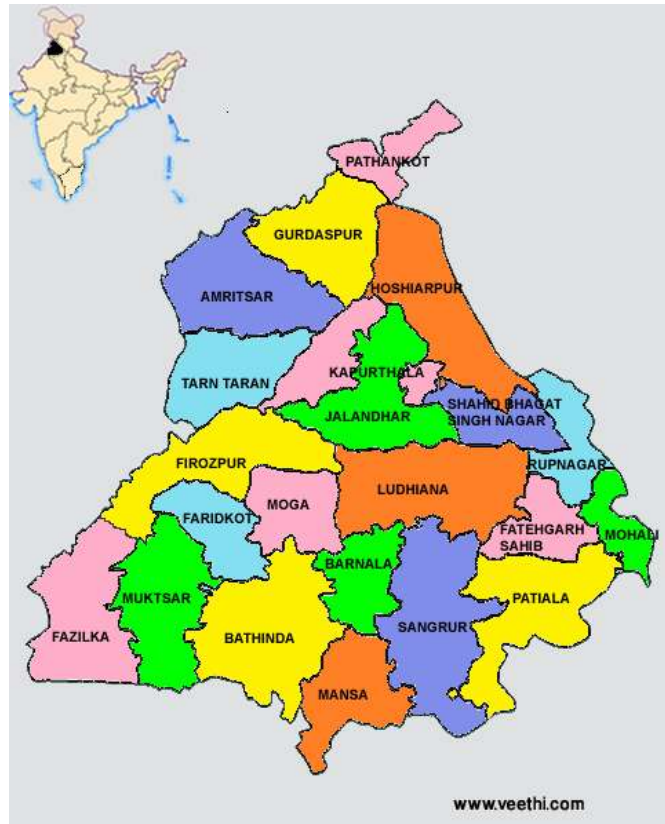 PATHANKOT
GURDASPUR
HOSHIARPUR
AMRITSAR
KAPURTHALA
TARN TARAN
SHAHID BHAGAT
SINGH NAGAR
JALANDHAR
FIROZPUR
RUPNAGAR
LUDHIANA
MOGA
FARIDKOT
FATEHGARH
SAHIB
MOHALI
BARNALA
MUKTSAR
PATIALA
SANGRUR
FAZILKA
BATHINDA
MANSA
www.veethi.com